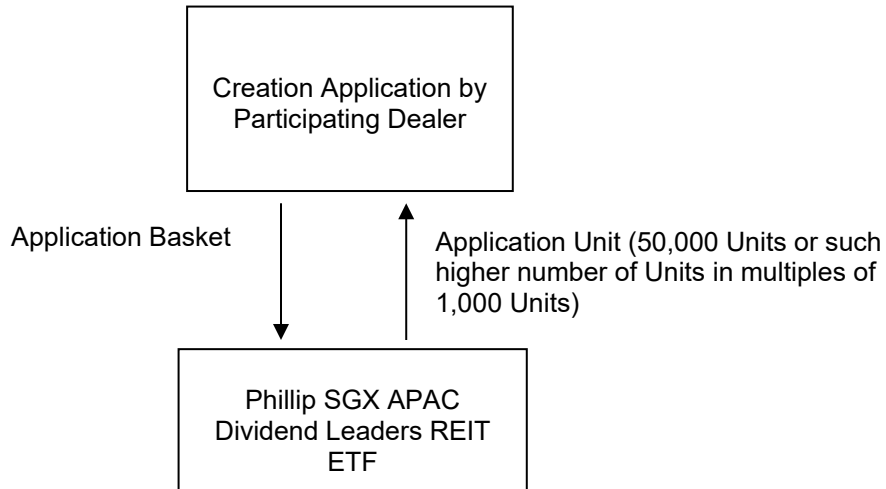 Creation Application by
Participating Dealer
Application Basket
Application Unit (50,000 Units or such
higher number of Units in multiples of
1,000 Units)
Phillip SGX APAC
Dividend Leaders REIT
ETF